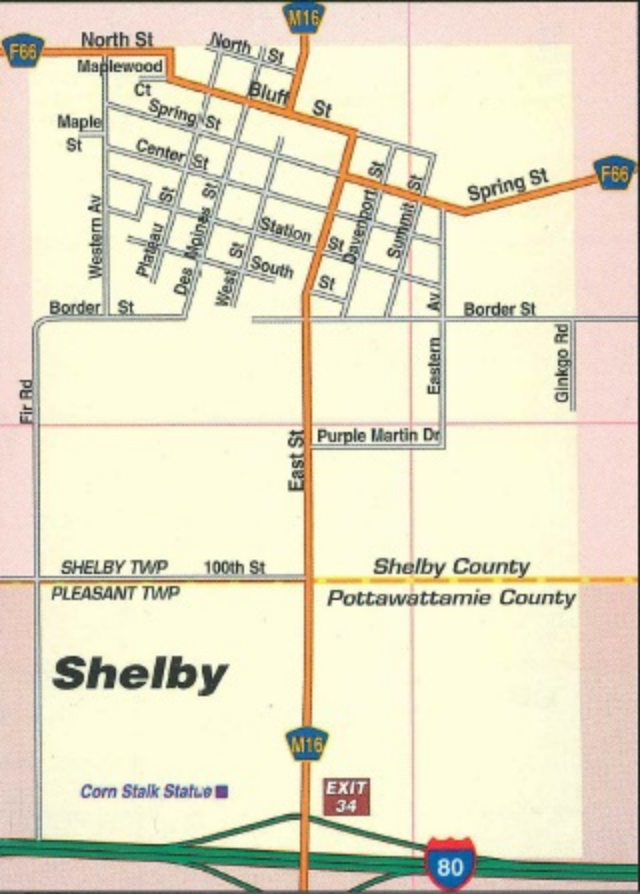 M16
North St
North St
F66
Maplewood
Ct
Bluff St
Spring St
Maple
St
Center St
St
St
F66
Spring St
Western Av
Plateau St
Des Moines St
Station St
Davenport St
Summit St
West St
South St
Border St
Border St
Eastern Av
Ginkgo Rd
Fir Rd
Purple Martin Dr
East St
SHELBY TWP
100th St
Shelby County
PLEASANT TWP
Pottawattamie County
Shelby
M16
Corn Stalk Statue
EXIT
34
80